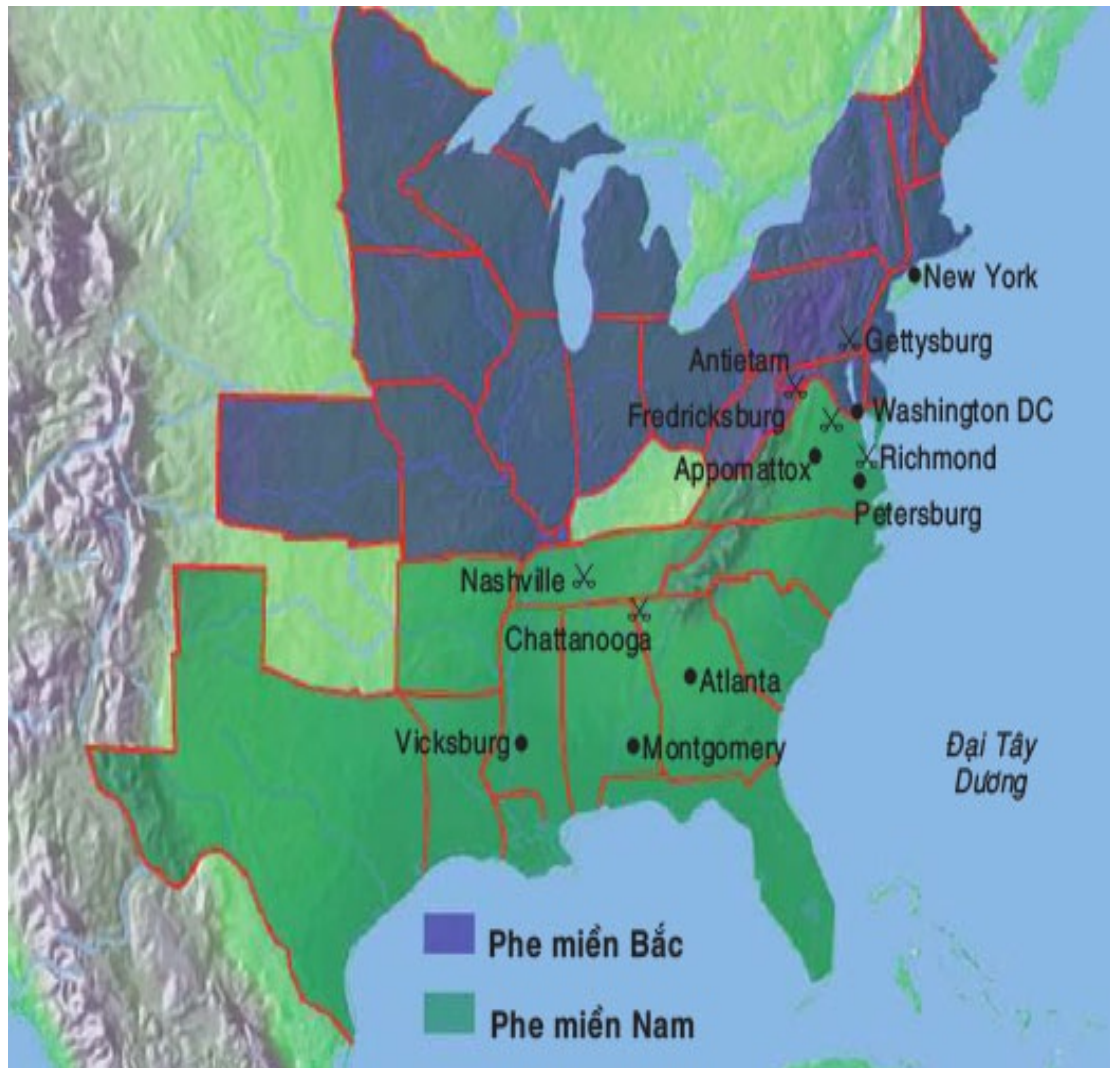 New York
Gettysburg
Antietam
Washington DC
Fredricksburg
Richmond
Appomattox
Petersburg
Nashville
Chattanooga
Atlanta
Vicksburg
Montgomery
Đại Tây
Dương
Phe miền Bắc
Phe miền Nam